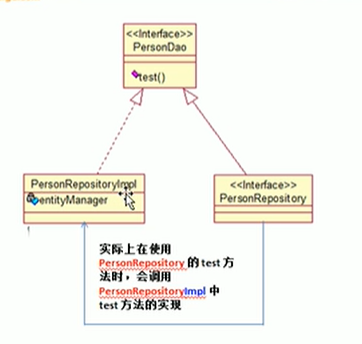 <<Interface>>
PersonDao
test()
PersonRepositoryImpl
entityManager
<<Interface>>
PersonRepository
实际上在使用
PersonRepository 的 test 方
法时，会调用
PersonRepositoryImpl 中
test 方法的实现